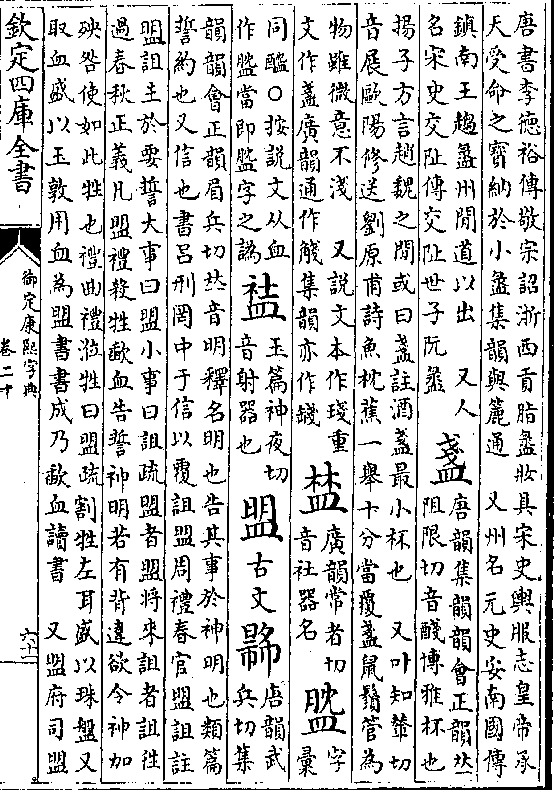 唐書李德裕傳敬宗詔浙西貢脂盝妝具宋史輿服志皇帝承
天受命之寶納於小盝集韻與簏通 又州名元史安南國傳
鎮南王趨盝州閒道以出 又人
名宋史交阯傳交阯世子阮盝
盞
唐韻集韻韻會正韻𠀤
阻限切音醆博雅杯也
揚子方言趙魏之閒或曰盞註酒盞最小杯也 又叶知輦切
音展歐陽修送劉原甫詩魚枕蕉一舉十分當覆盞鼠鬚管為
物雖微意不淺 又說文本作琖重
文作盞廣韻通作 集韻亦作
廣韻常者切
音社器名
字
彙
同醢○按說文从血
作 當即 字之譌
玉篇神夜切
音射器也
盟
古文
唐韻武
兵切集
韻韻會正韻眉兵切𠀤音明釋名明也告其事於神明也類篇
誓約也又信也書呂刑罔中于信以覆詛盟周禮春官盟詛註
盟詛主於要誓大事曰盟小事曰詛疏盟者盟將來詛者詛往
過春秋正義凡盟禮殺牲歃血告誓神明若有背違欲令神加
殃咎使如此牲也禮曲禮涖牲曰盟疏割牲左耳盛以珠盤又
取血盛以玉敦用血為盟書書成乃歃血讀書 又盟府司盟
欽定四庫全書
御定康熙字典
卷二十
六十二